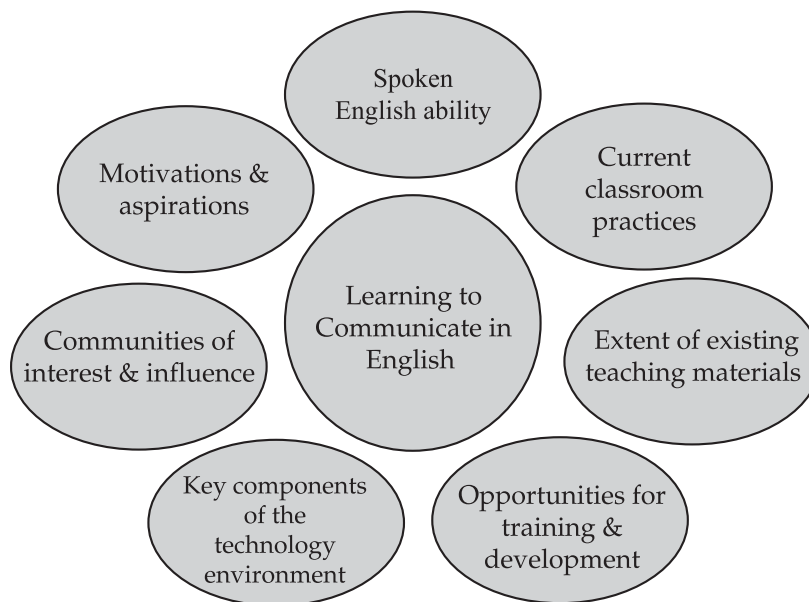 Spoken
English ability
Current
classroom
practices
Extent of existing
teaching materials
Opportunities for
training &
development
Key components
of the
technology
environment
Communities of
interest & influence
Motivations &
aspirations
Learning to
Communicate in
English